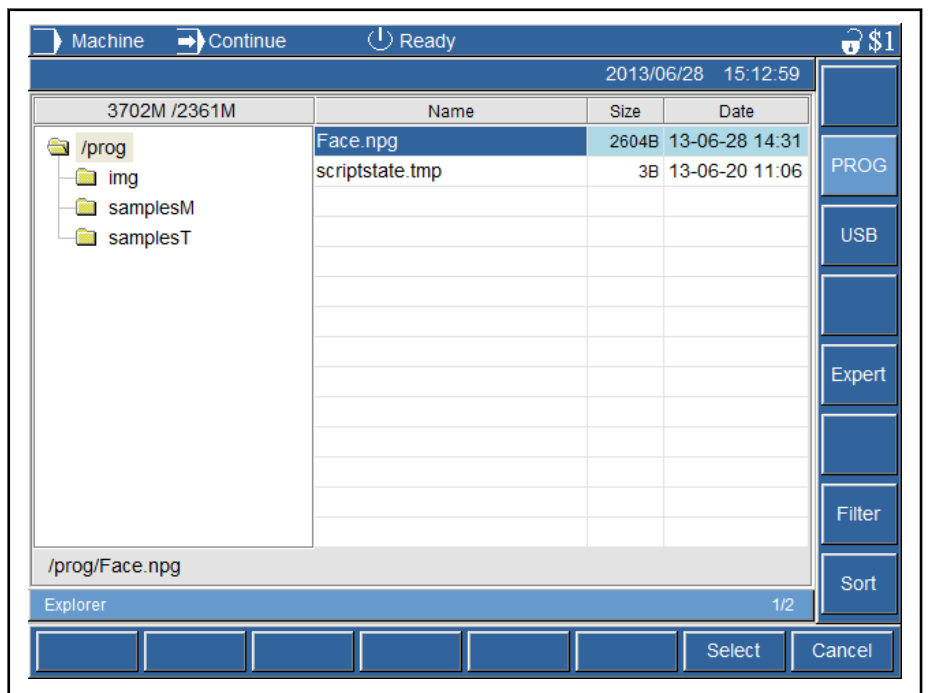 Machine Continue Ready $1
2013/06/28 15:12:59
3702M /2361M Name Size Date
/prog Face.npg 2604B 13-06-28 14:31
img scriptstate.tmp 3B 13-06-20 11:06
samplesM
samplesT
PROG
USB
Expert
Filter
Sort
/prog/Face.npg
Explorer 1/2
Select Cancel